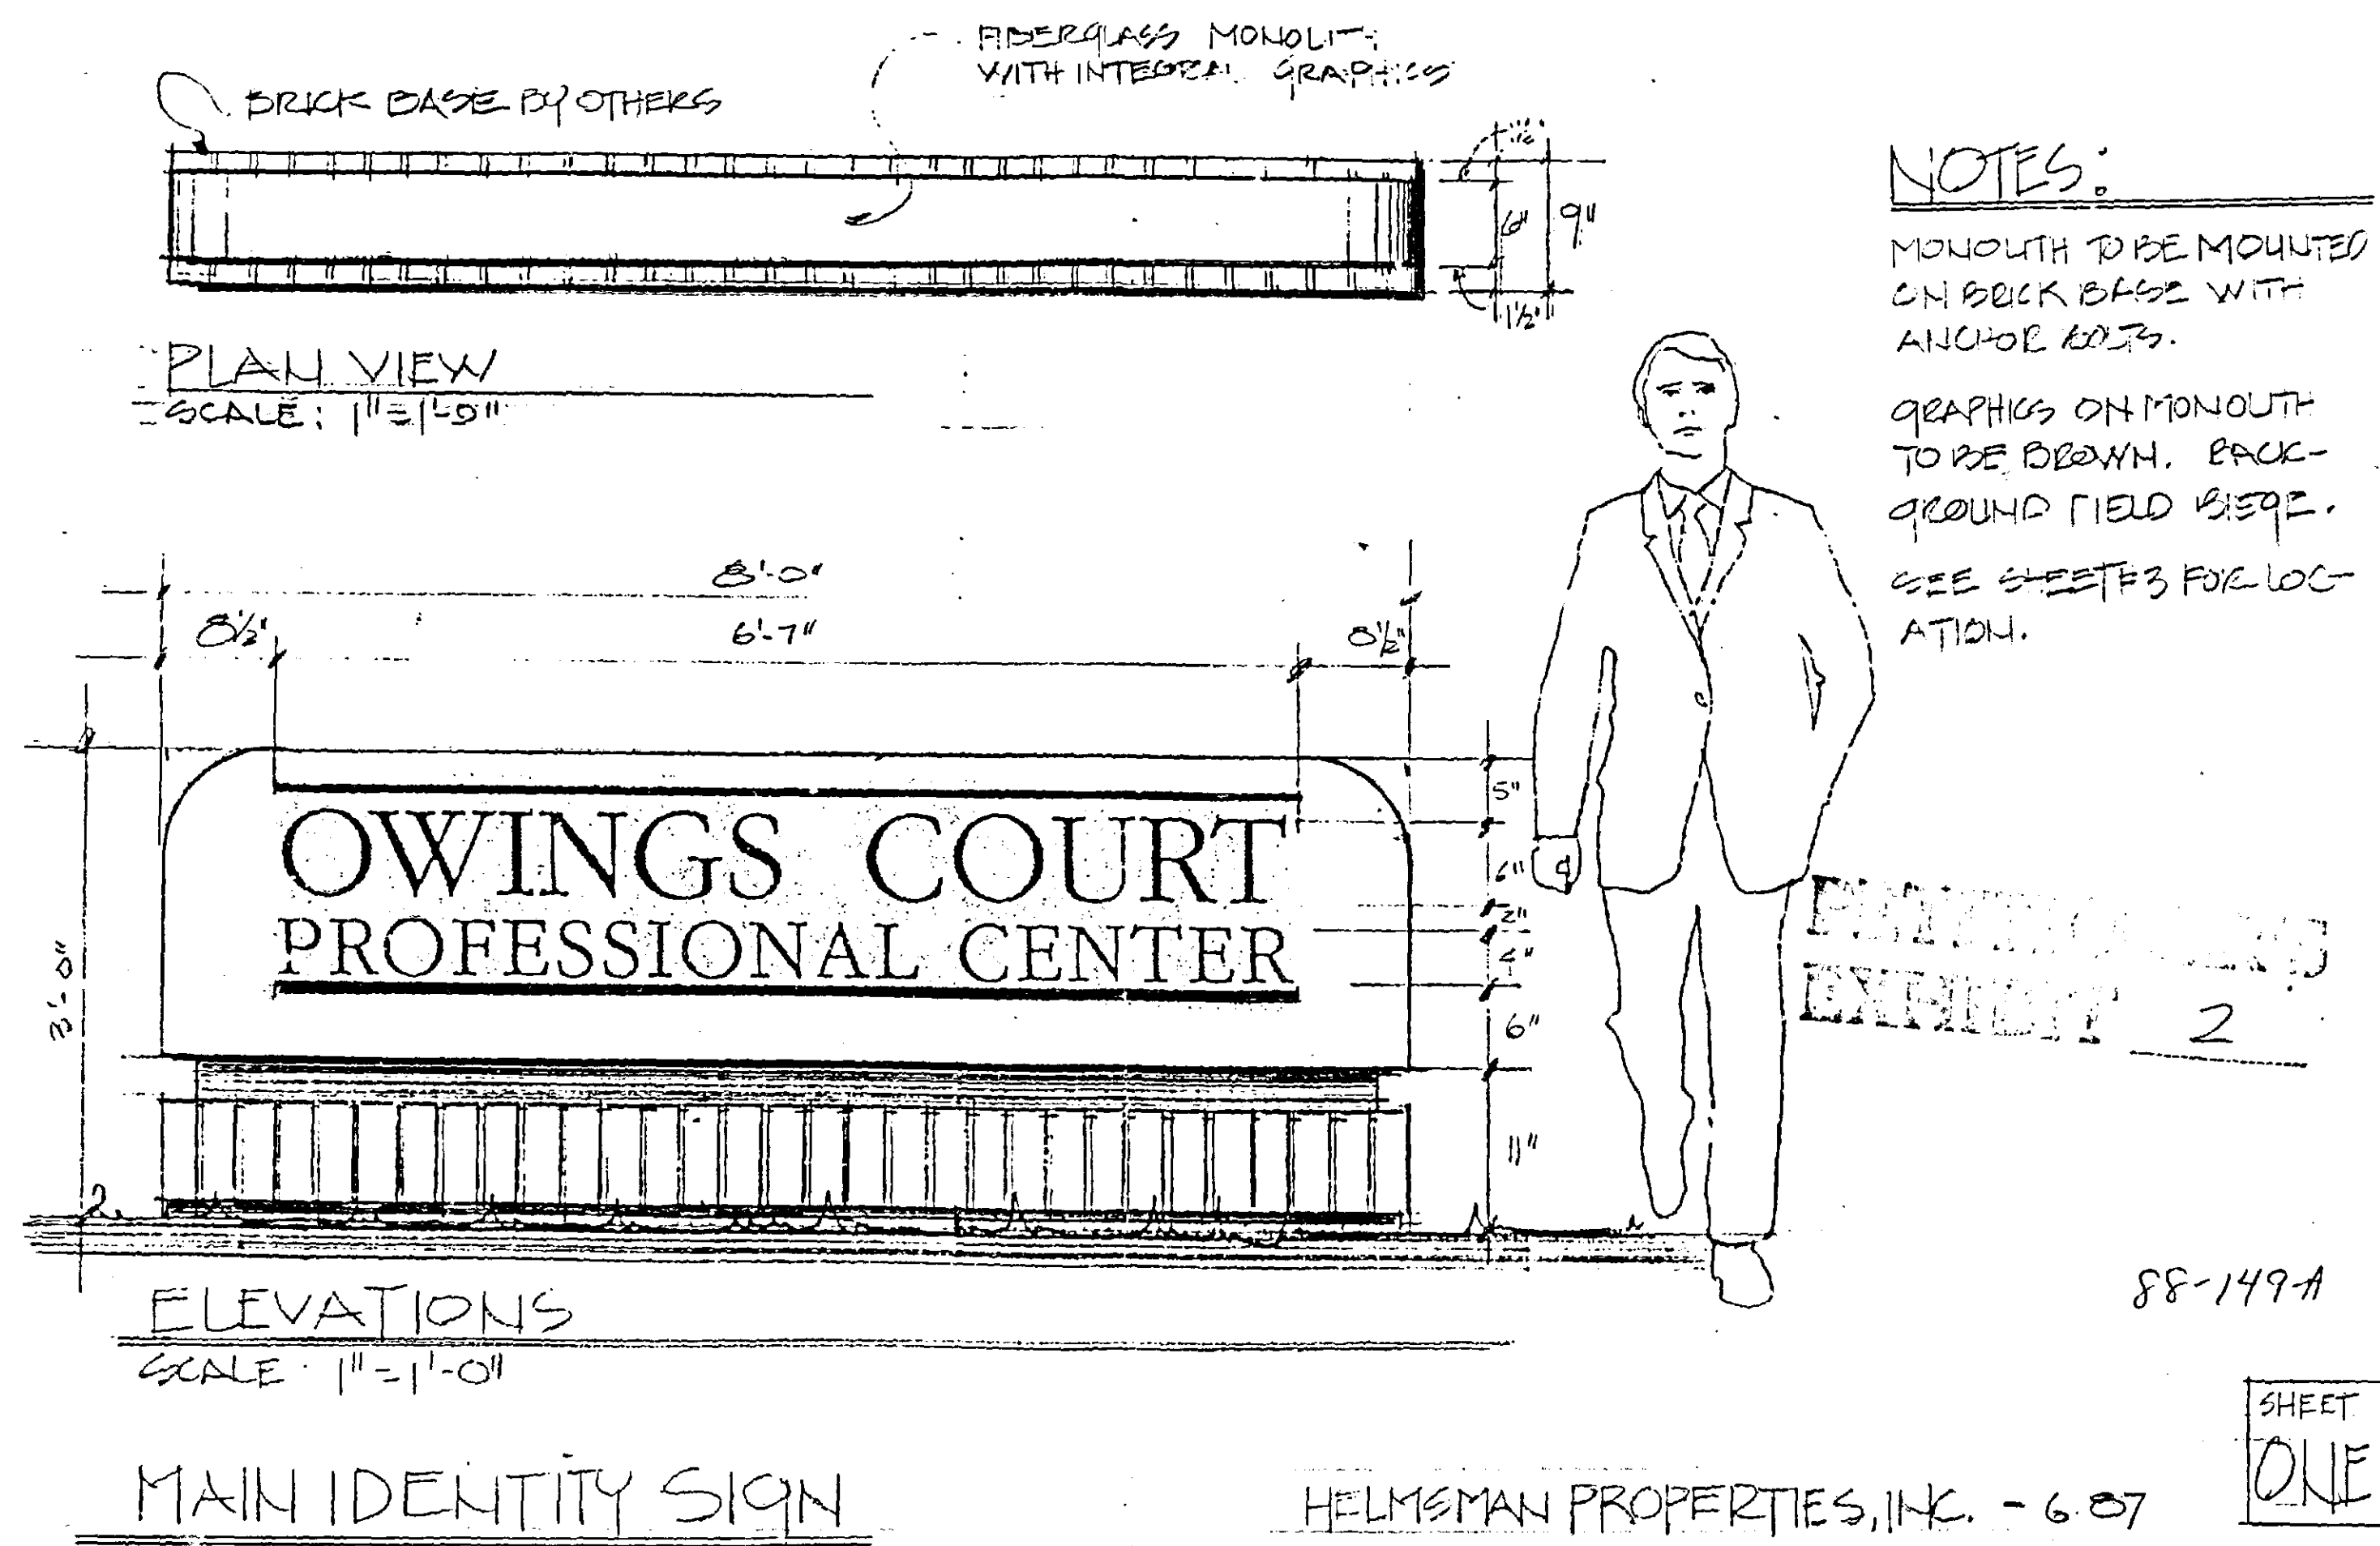 FIBERGLASS MONOLITH
WITH INTEGRAL GRAPHICS
BRICK BASE BY OTHERS
1½"
6"
9"
1½"
PLAN VIEW
SCALE: 1"=1'-0"
NOTES:
MONOLITH TO BE MOUNTED
ON BRICK BASE WITH
ANCHOR BOLTS.
GRAPHICS ON MONOLITH
TO BE BROWN. BACK-
GROUND FIELD BIEGE.
SEE SHEET #3 FOR LOC-
ATION.
8'-0"
8½"
6'-7"
8½"
3'-0"
OWINGS COURT
PROFESSIONAL CENTER
5"
6"
2"
4"
6"
11"
EXHIBIT 2
ELEVATIONS
SCALE 1"=1'-0"
88-149-A
MAIN IDENTITY SIGN
HELMSMAN PROPERTIES, INC. - 6.87
SHEET
ONE